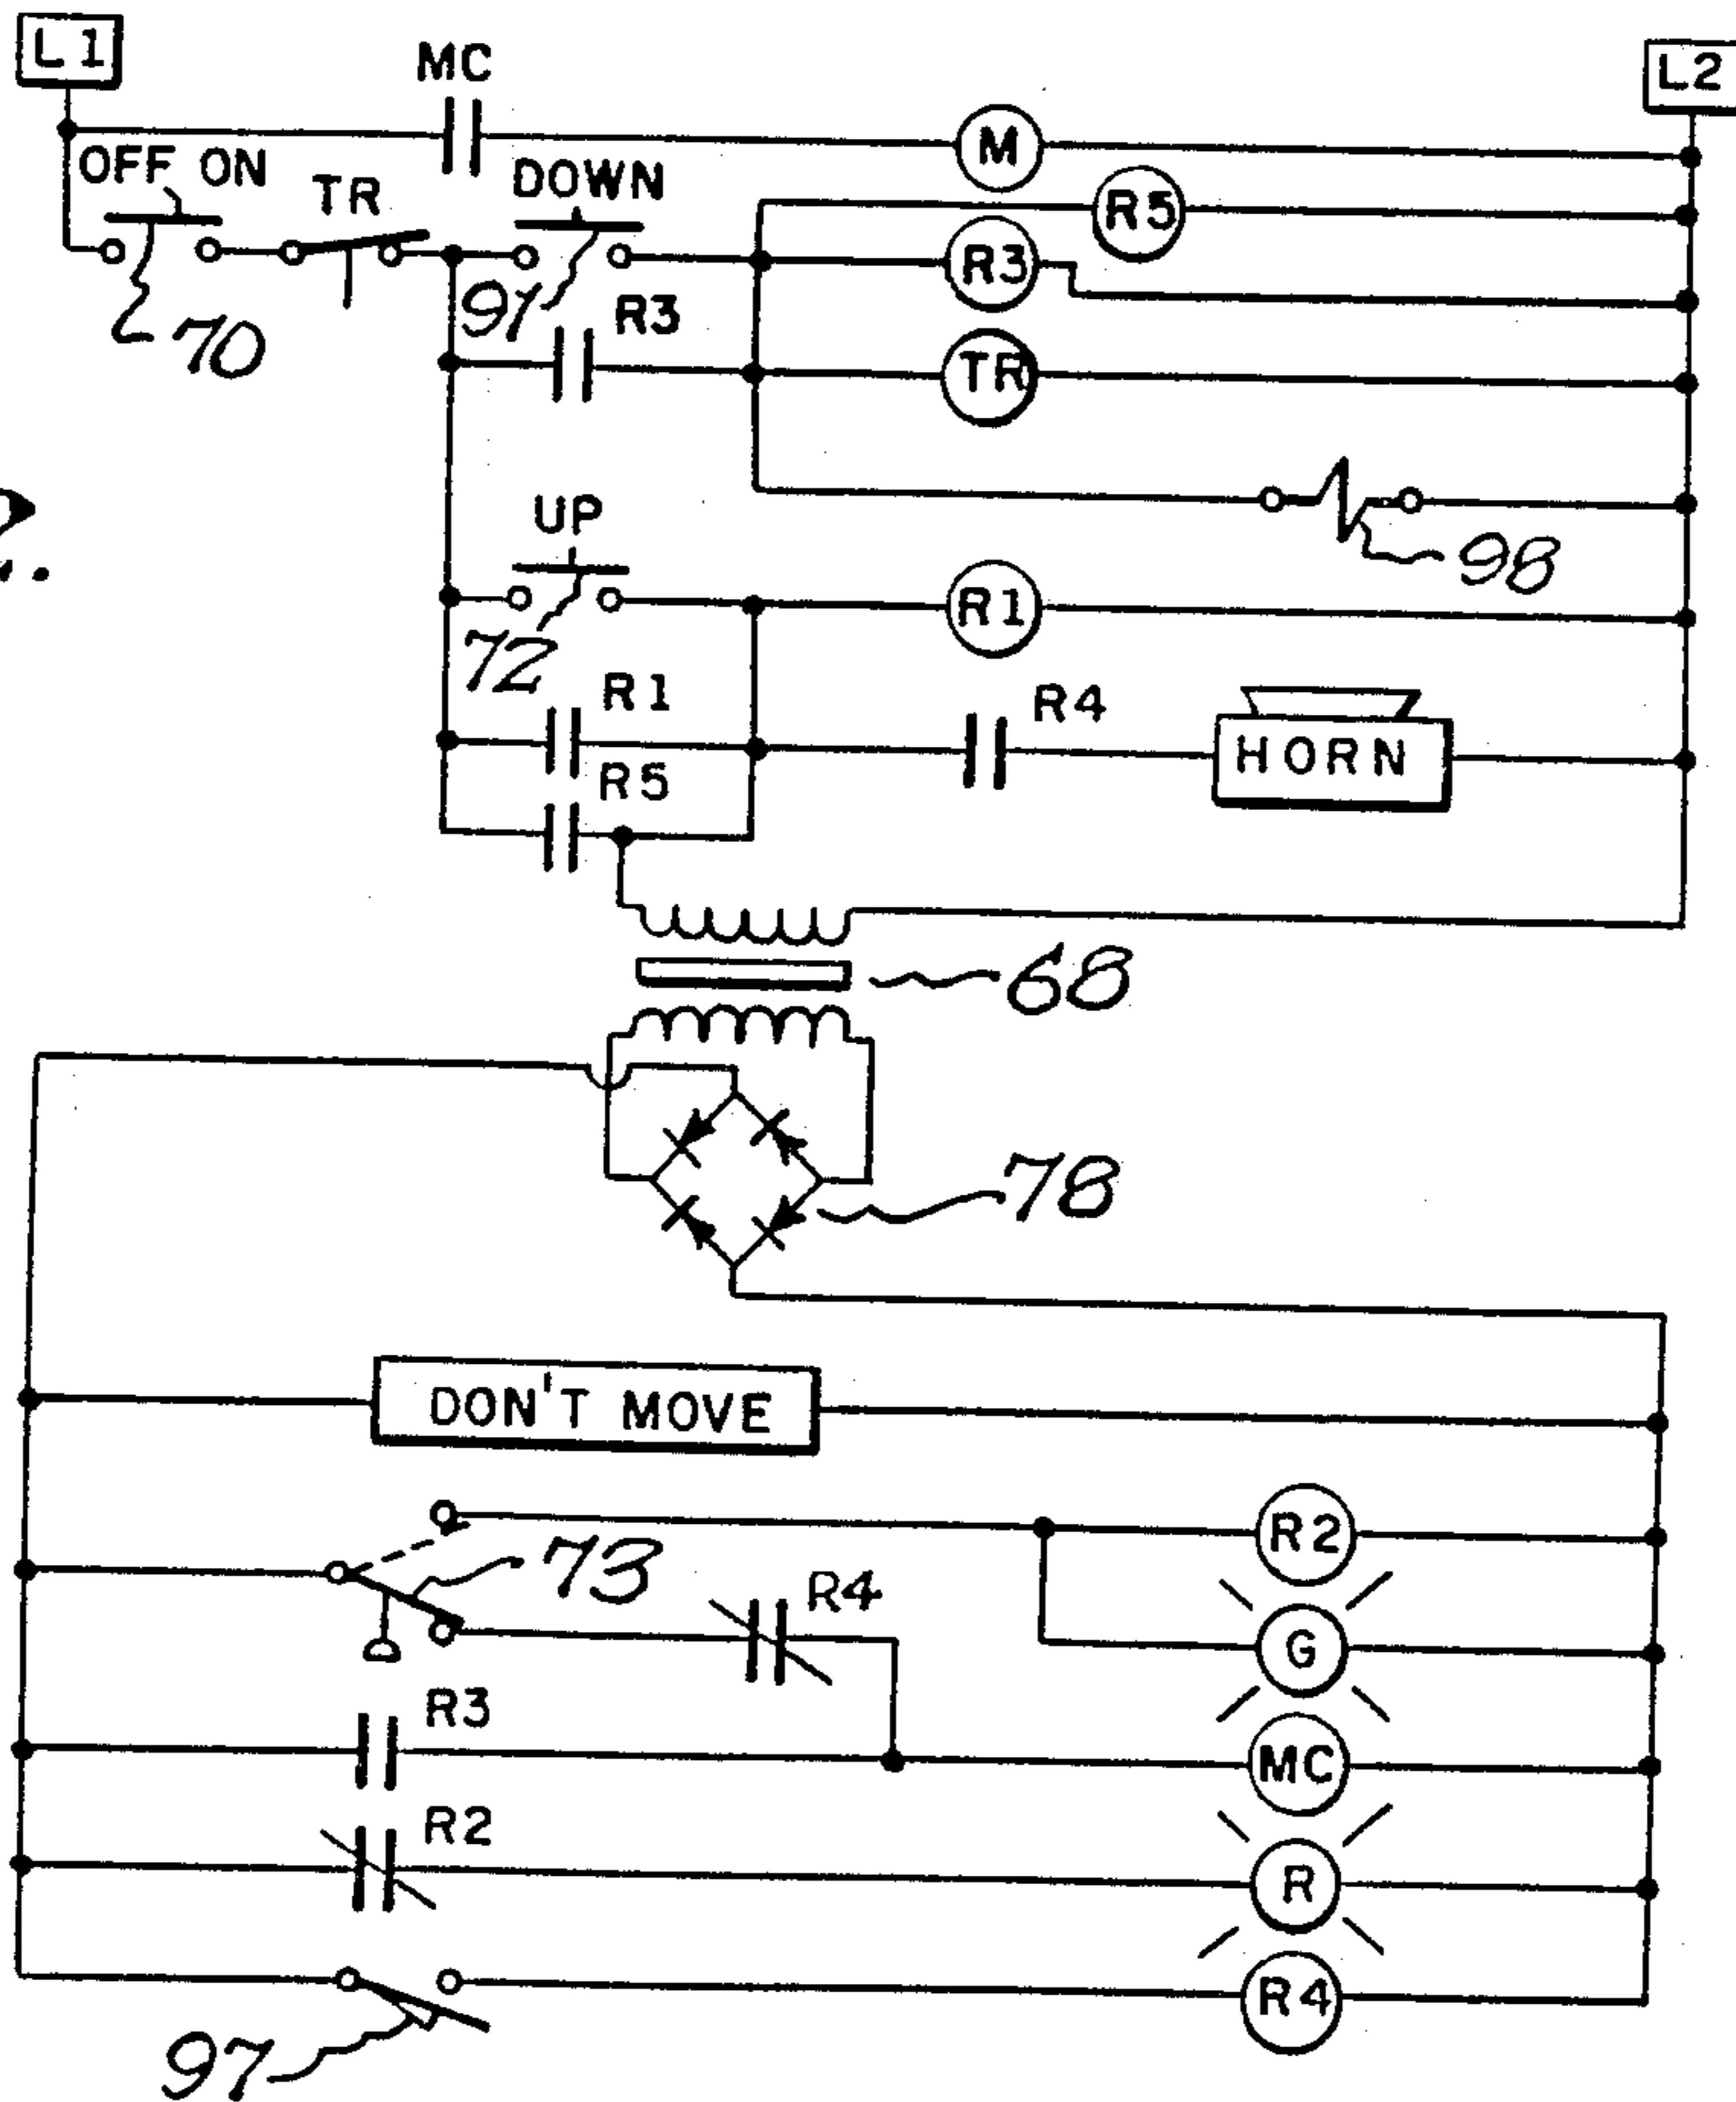 L1
L2
MC
M
OFF ON
TR
DOWN
R5
R3
70
91
R3
TR
2.
UP
98
R1
72
R1
R4
HORN
R5
68
78
DON'T MOVE
R2
73
R4
G
R3
MC
R2
R
R4
97